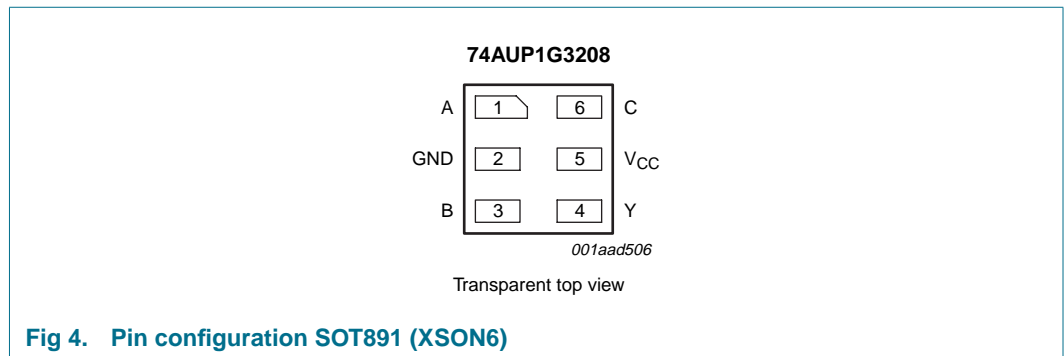 74AUP1G3208
A 1 6 C
GND 2 5 VCC
B 3 4 Y
001aad506
Transparent top view
Fig 4. Pin configuration SOT891 (XSON6)